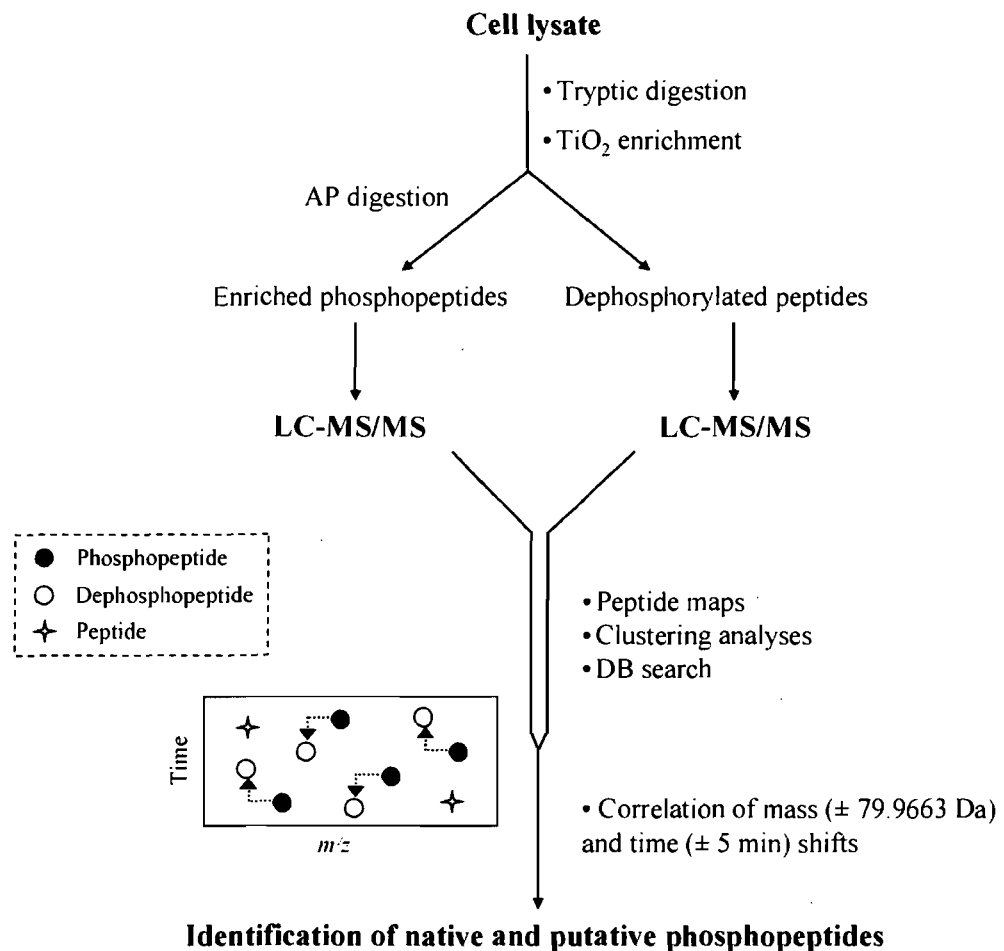 Cell lysate
• Tryptic digestion
• TiO₂ enrichment
AP digestion
Enriched phosphopeptides
Dephosphorylated peptides
LC-MS/MS
LC-MS/MS
Phosphopeptide
Dephosphopeptide
Peptide
• Peptide maps
• Clustering analyses
• DB search
Time
m/z
• Correlation of mass (± 79.9663 Da)
and time (± 5 min) shifts
Identification of native and putative phosphopeptides